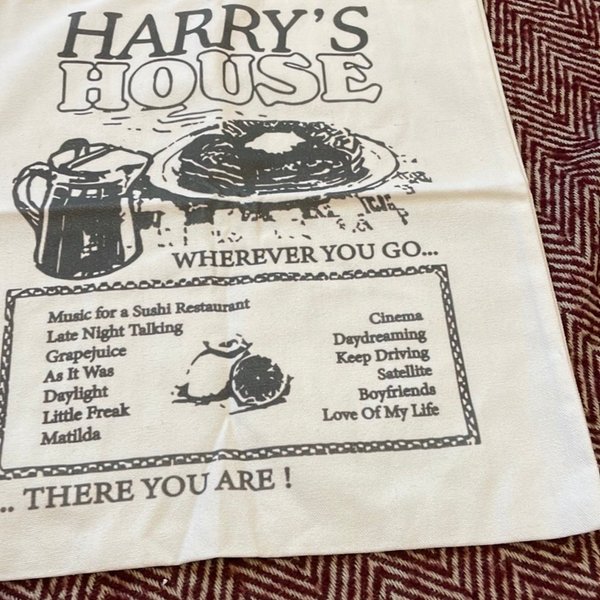 HARRY'S
HOUSE
WHEREVER YOU GO...
Music for a Sushi Restaurant
Late Night Talking
Grapejuice
As It Was
Daylight
Little Freak
Matilda
Cinema
Daydreaming
Keep Driving
Satellite
Boyfriends
Love Of My Life
.. THERE YOU ARE !